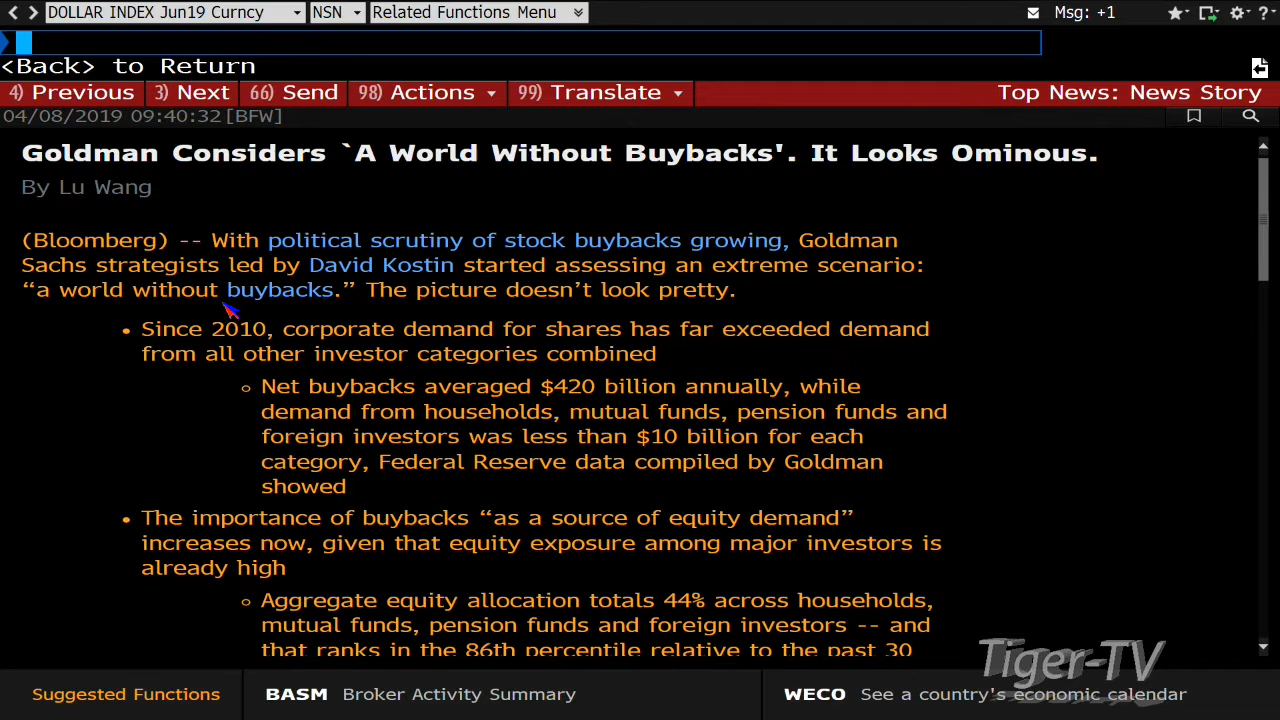 DOLLAR INDEX Jun19 Curncy NSN Related Functions Menu Msg: +1
<Back> to Return
4) Previous 3) Next 66) Send 98) Actions 99) Translate Top News: News Story
04/08/2019 09:40:32[BFW]
Goldman Considers `A World Without Buybacks'. It Looks Ominous.
By Lu Wang
(Bloomberg) -- With political scrutiny of stock buybacks growing, Goldman
Sachs strategists led by David Kostin started assessing an extreme scenario:
“a world without buybacks.” The picture doesn’t look pretty.
• Since 2010, corporate demand for shares has far exceeded demand
from all other investor categories combined
○ Net buybacks averaged $420 billion annually, while
demand from households, mutual funds, pension funds and
foreign investors was less than $10 billion for each
category, Federal Reserve data compiled by Goldman
showed
• The importance of buybacks “as a source of equity demand”
increases now, given that equity exposure among major investors is
already high
○ Aggregate equity allocation totals 44% across households,
mutual funds, pension funds and foreign investors -- and
that ranks in the 86th percentile relative to the past 30
Tiger-TV
Suggested Functions BASM Broker Activity Summary WECO See a country's economic calendar